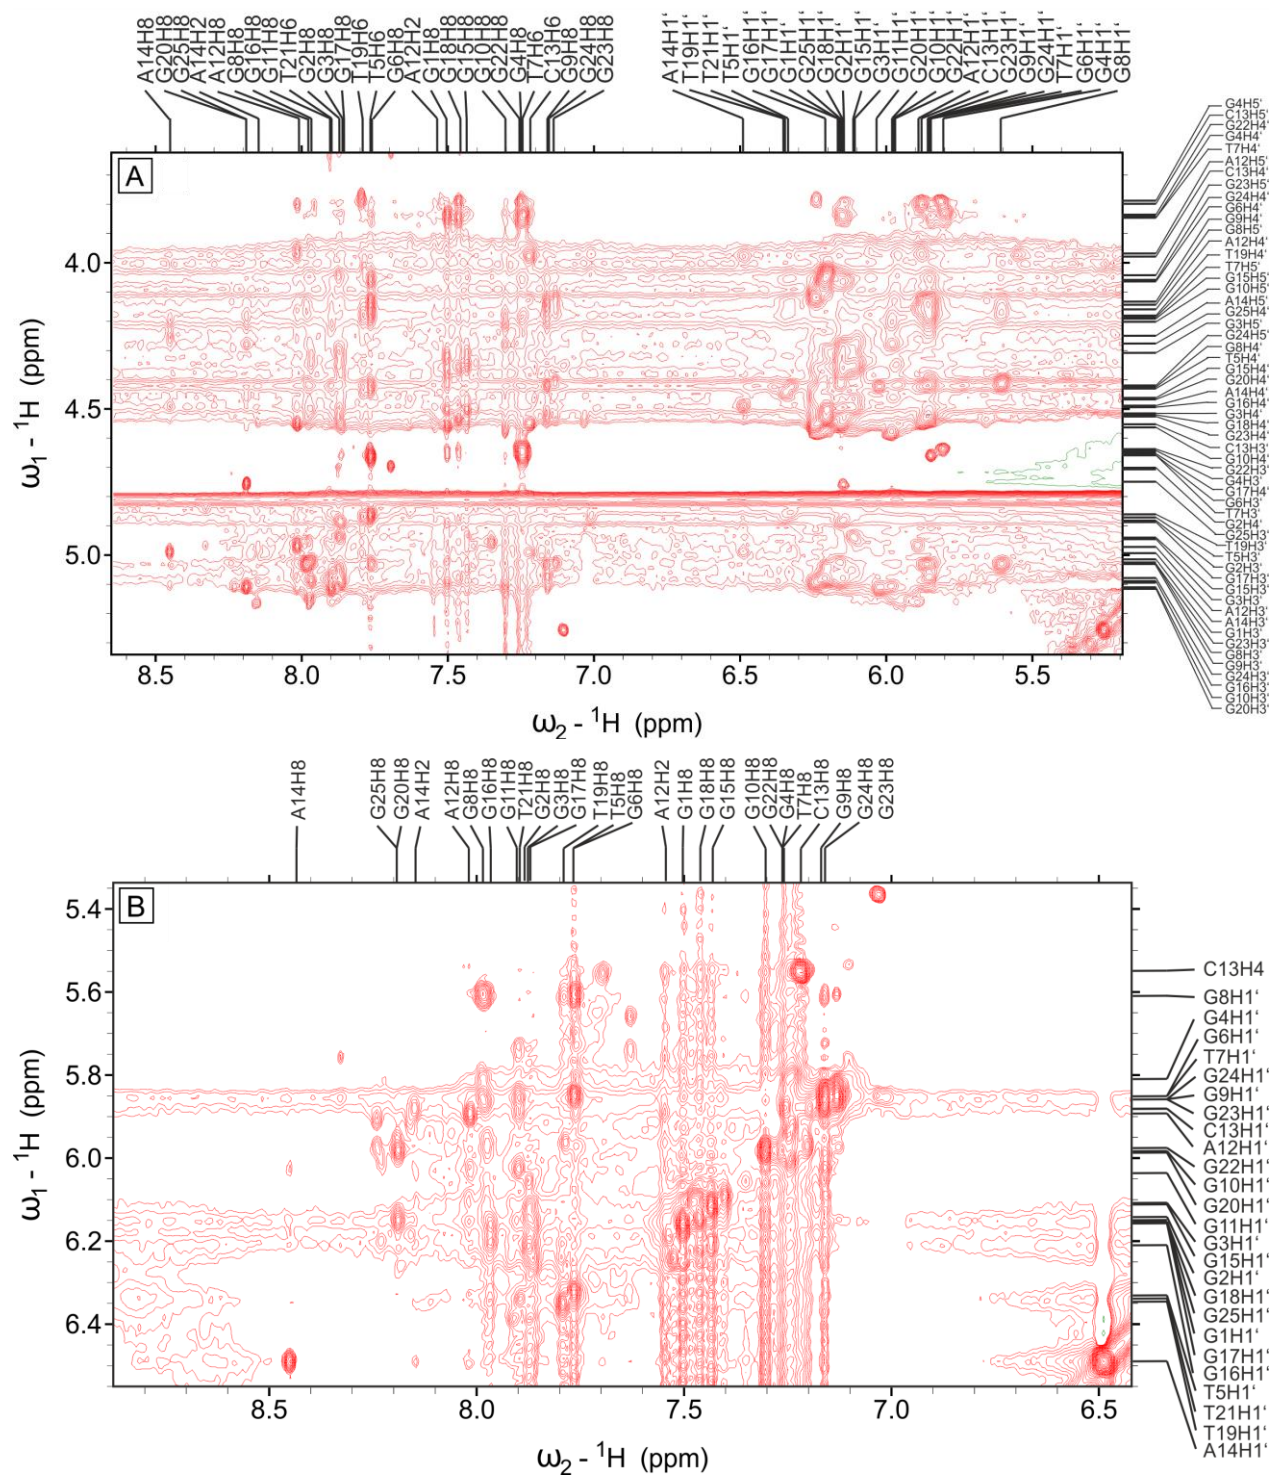 A14H8
G20H8
G25H8
A14H2
A12H8
G8H8
G16H8
G11H8
T21H6
G2H8
G3H8
G17H8
T19H6
T5H6
G6H8
A12H2
G1H8
G18H8
G15H8
G10H8
G22H8
G4H8
T7H6
C13H6
G9H8
G24H8
G23H8
A14H1‘
T19H1‘
T21H1‘
T5H1‘
G16H1‘
G17H1‘
G1H1‘
G25H1‘
G18H1‘
G2H1‘
G15H1‘
G3H1‘
G11H1‘
G20H1‘
G10H1‘
G22H1‘
A12H1‘
C13H1‘
G23H1‘
G9H1‘
G24H1‘
T7H1‘
G6H1‘
G4H1‘
G8H1‘
A
G4H5‘
C13H5‘
G22H4‘
G4H4‘
T7H4‘
A12H5‘
C13H4‘
G23H5‘
G24H4‘
G6H4‘
G9H4‘
G8H5‘
A12H4‘
T19H4‘
T7H5‘
G15H5‘
G10H5‘
A14H5‘
G25H4‘
G3H5‘
G24H5‘
G8H4‘
T5H4‘
G15H4‘
G20H4‘
A14H4‘
G16H4‘
G3H4‘
G18H4‘
G23H4‘
C13H3‘
G10H4‘
G22H3‘
G4H3‘
G17H4‘
G6H3‘
T7H3‘
G2H4‘
G25H3‘
T19H3‘
T5H3‘
G2H3‘
G17H3‘
G15H3‘
G3H3‘
A12H3‘
A14H3‘
G1H3‘
G23H3‘
G8H3‘
G9H3‘
G24H3‘
G16H3‘
G10H3‘
G20H3‘
4.0
4.5
5.0
ω1 - 1H (ppm)
8.5 8.0 7.5 7.0 6.5 6.0 5.5
ω2 - 1H (ppm)
A14H8
G25H8
G20H8
A14H2
A12H8
G8H8
G16H8
G11H8
T21H8
G2H8
G3H8
G17H8
T19H8
T5H8
G6H8
A12H2
G1H8
G18H8
G15H8
G10H8
G22H8
G4H8
T7H8
C13H8
G9H8
G24H8
G23H8
B
5.4
5.6
5.8
6.0
6.2
6.4
ω1 - 1H (ppm)
C13H4
G8H1‘
G4H1‘
G6H1‘
T7H1‘
G24H1‘
G9H1‘
G23H1‘
C13H1‘
A12H1‘
G22H1‘
G10H1‘
G20H1‘
G11H1‘
G3H1‘
G15H1‘
G2H1‘
G18H1‘
G25H1‘
G1H1‘
G17H1‘
G16H1‘
T5H1‘
T21H1‘
T19H1‘
A14H1‘
8.5 8.0 7.5 7.0 6.5
ω2 - 1H (ppm)